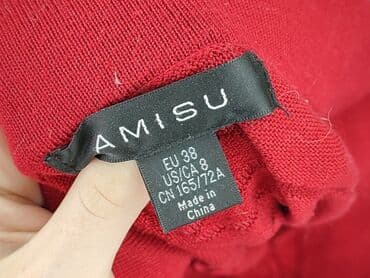 AMISU
EU 38
US/CA 8
CN 165/72A
Made in
China